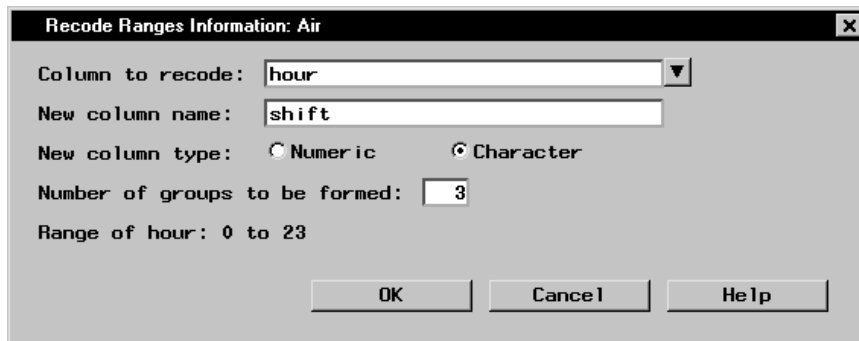 Recode Ranges Information: Air
Column to recode: hour
New column name: shift
New column type: Numeric Character
Number of groups to be formed: 3
Range of hour: 0 to 23
OK Cancel Help